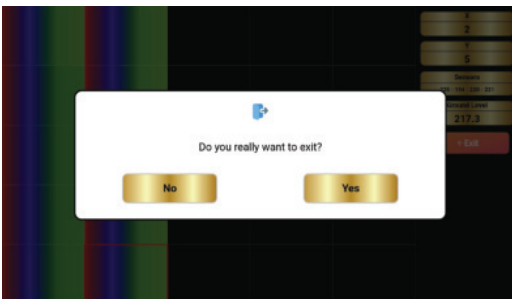 X
2
Y
5
Sensors
Ground Level
217.3
Exit
Do you really want to exit?
No
Yes